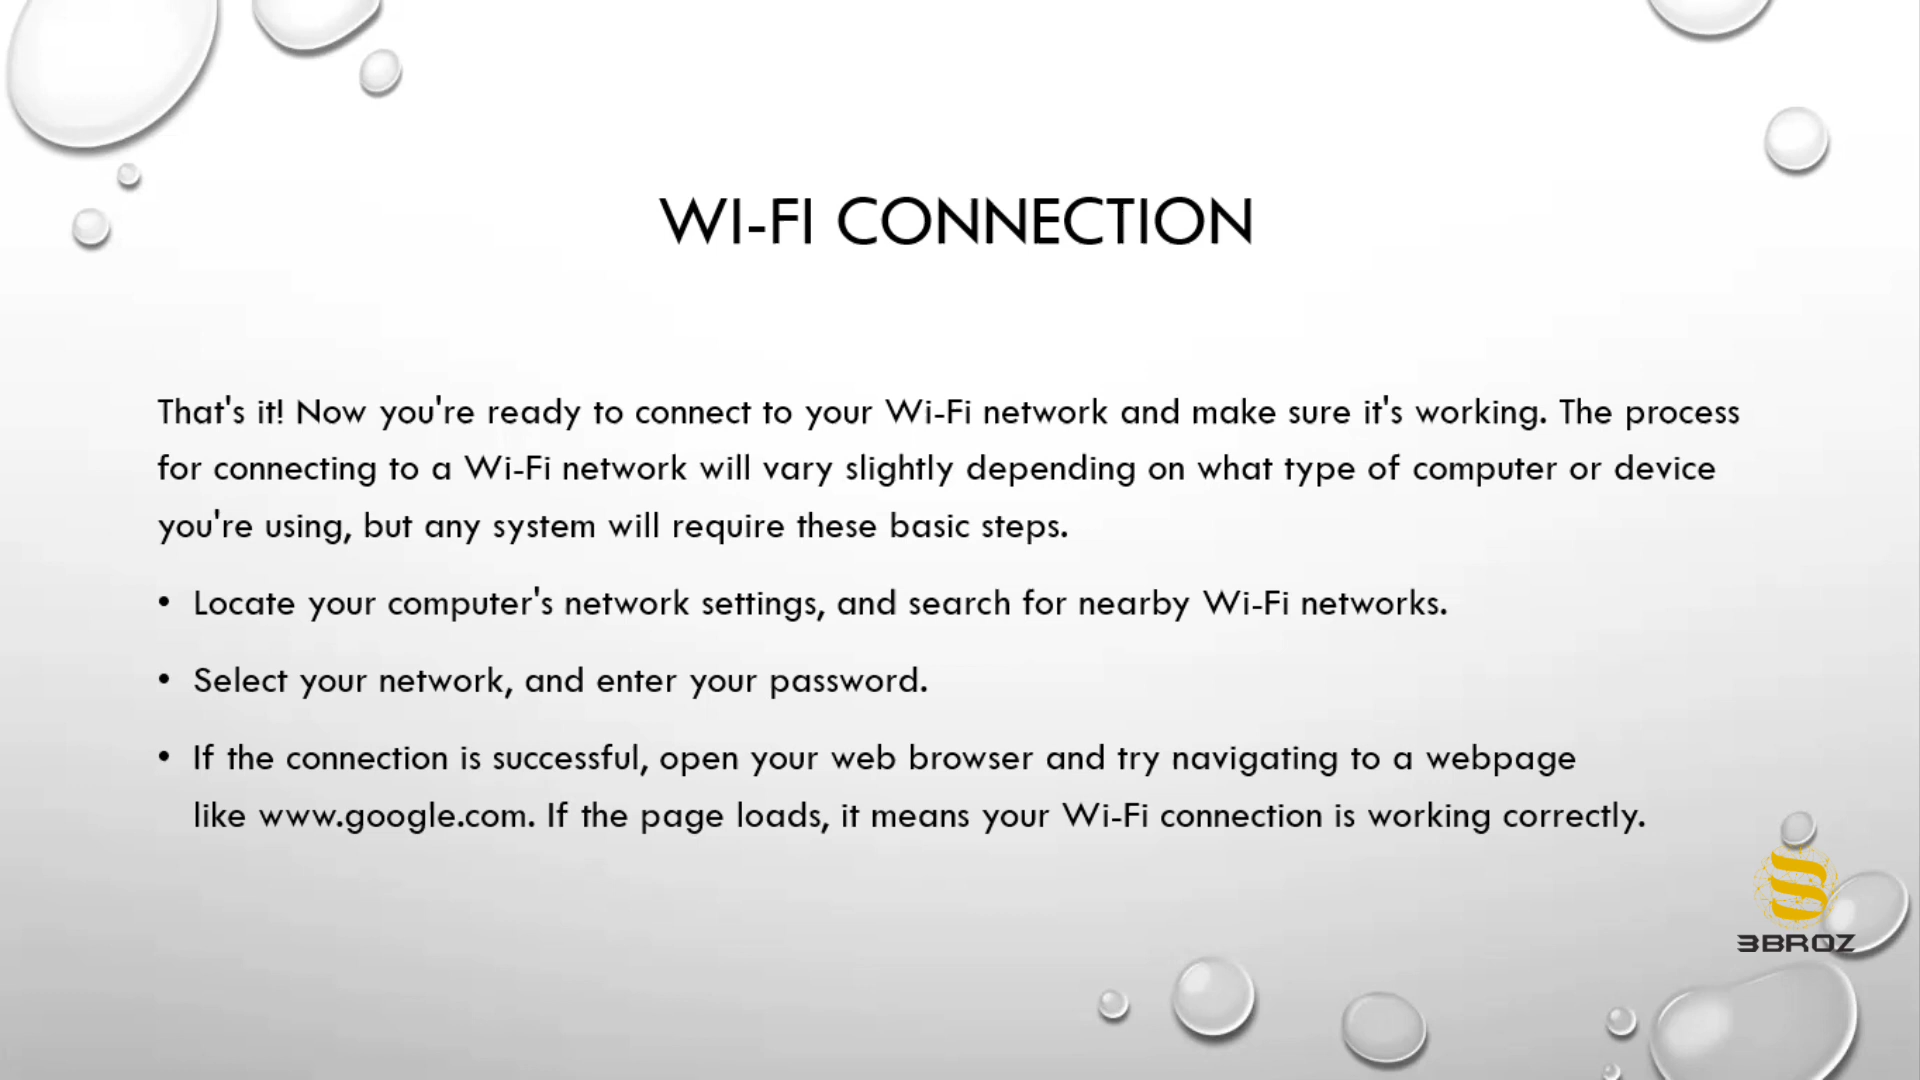 WI-FI CONNECTION
That's it! Now you're ready to connect to your Wi-Fi network and make sure it's working. The process
for connecting to a Wi-Fi network will vary slightly depending on what type of computer or device
you're using, but any system will require these basic steps.
• Locate your computer's network settings, and search for nearby Wi-Fi networks.
• Select your network, and enter your password.
• If the connection is successful, open your web browser and try navigating to a webpage
like www.google.com. If the page loads, it means your Wi-Fi connection is working correctly.
3BROZ